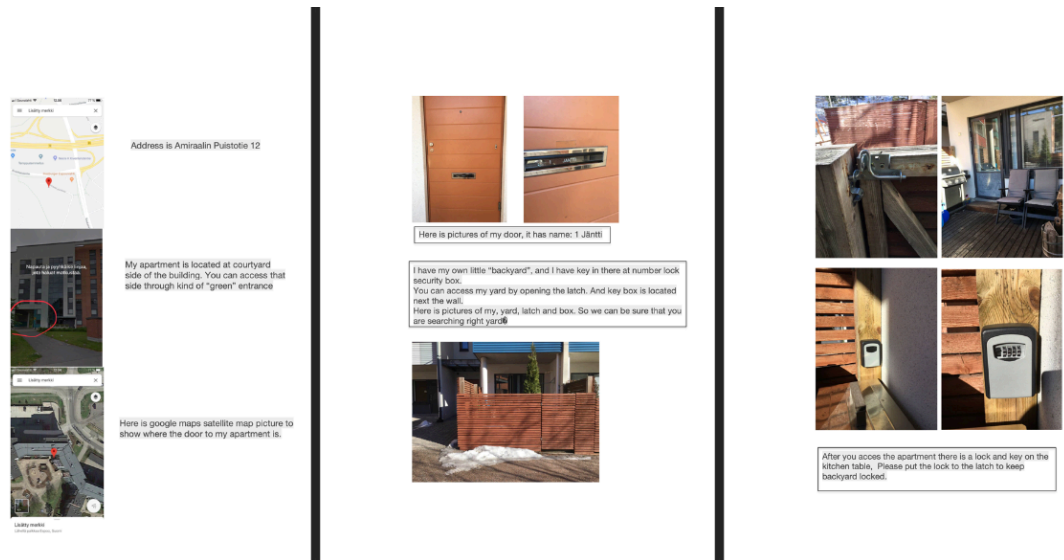 Lisätty merkki
Address is Amiraalin Puistotie 12
My apartment is located at courtyard
side of the building. You can access that
side through kind of “green” entrance
Lisätty merkki
Here is google maps satellite map picture to
show where the door to my apartment is.
Lisätty merkki
Here is pictures of my door, it has name: 1 Jäntti
I have my own little “backyard”, and I have key in there at number lock
security box.
You can access my yard by opening the latch. And key box is located
next the wall.
Here is pictures of my, yard, latch and box. So we can be sure that you
are searching right yard
After you acces the apartment there is a lock and key on the
kitchen table, Please put the lock to the latch to keep
backyard locked.